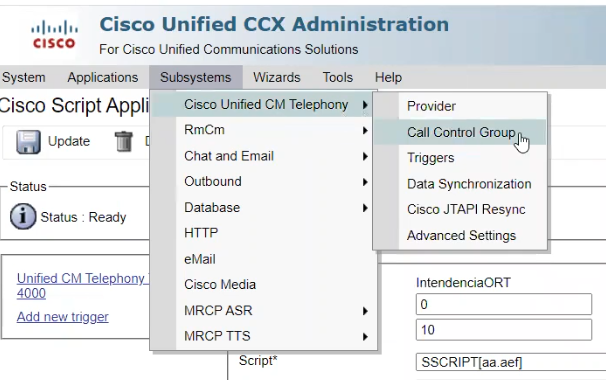 CISCO
Cisco Unified CCX Administration
For Cisco Unified Communications Solutions
System Applications Subsystems Wizards Tools Help
Cisco Script Appli
Update
Status
Status : Ready
Unified CM Telephony
4000
Add new trigger
Cisco Unified CM Telephony
RmCm
Chat and Email
Outbound
Database
HTTP
eMail
Cisco Media
MRCP ASR
MRCP TTS
Provider
Call Control Group
Triggers
Data Synchronization
Cisco JTAPI Resync
Advanced Settings
IntendenciaORT
0
10
Script* SSCRIPT[aa.aef]